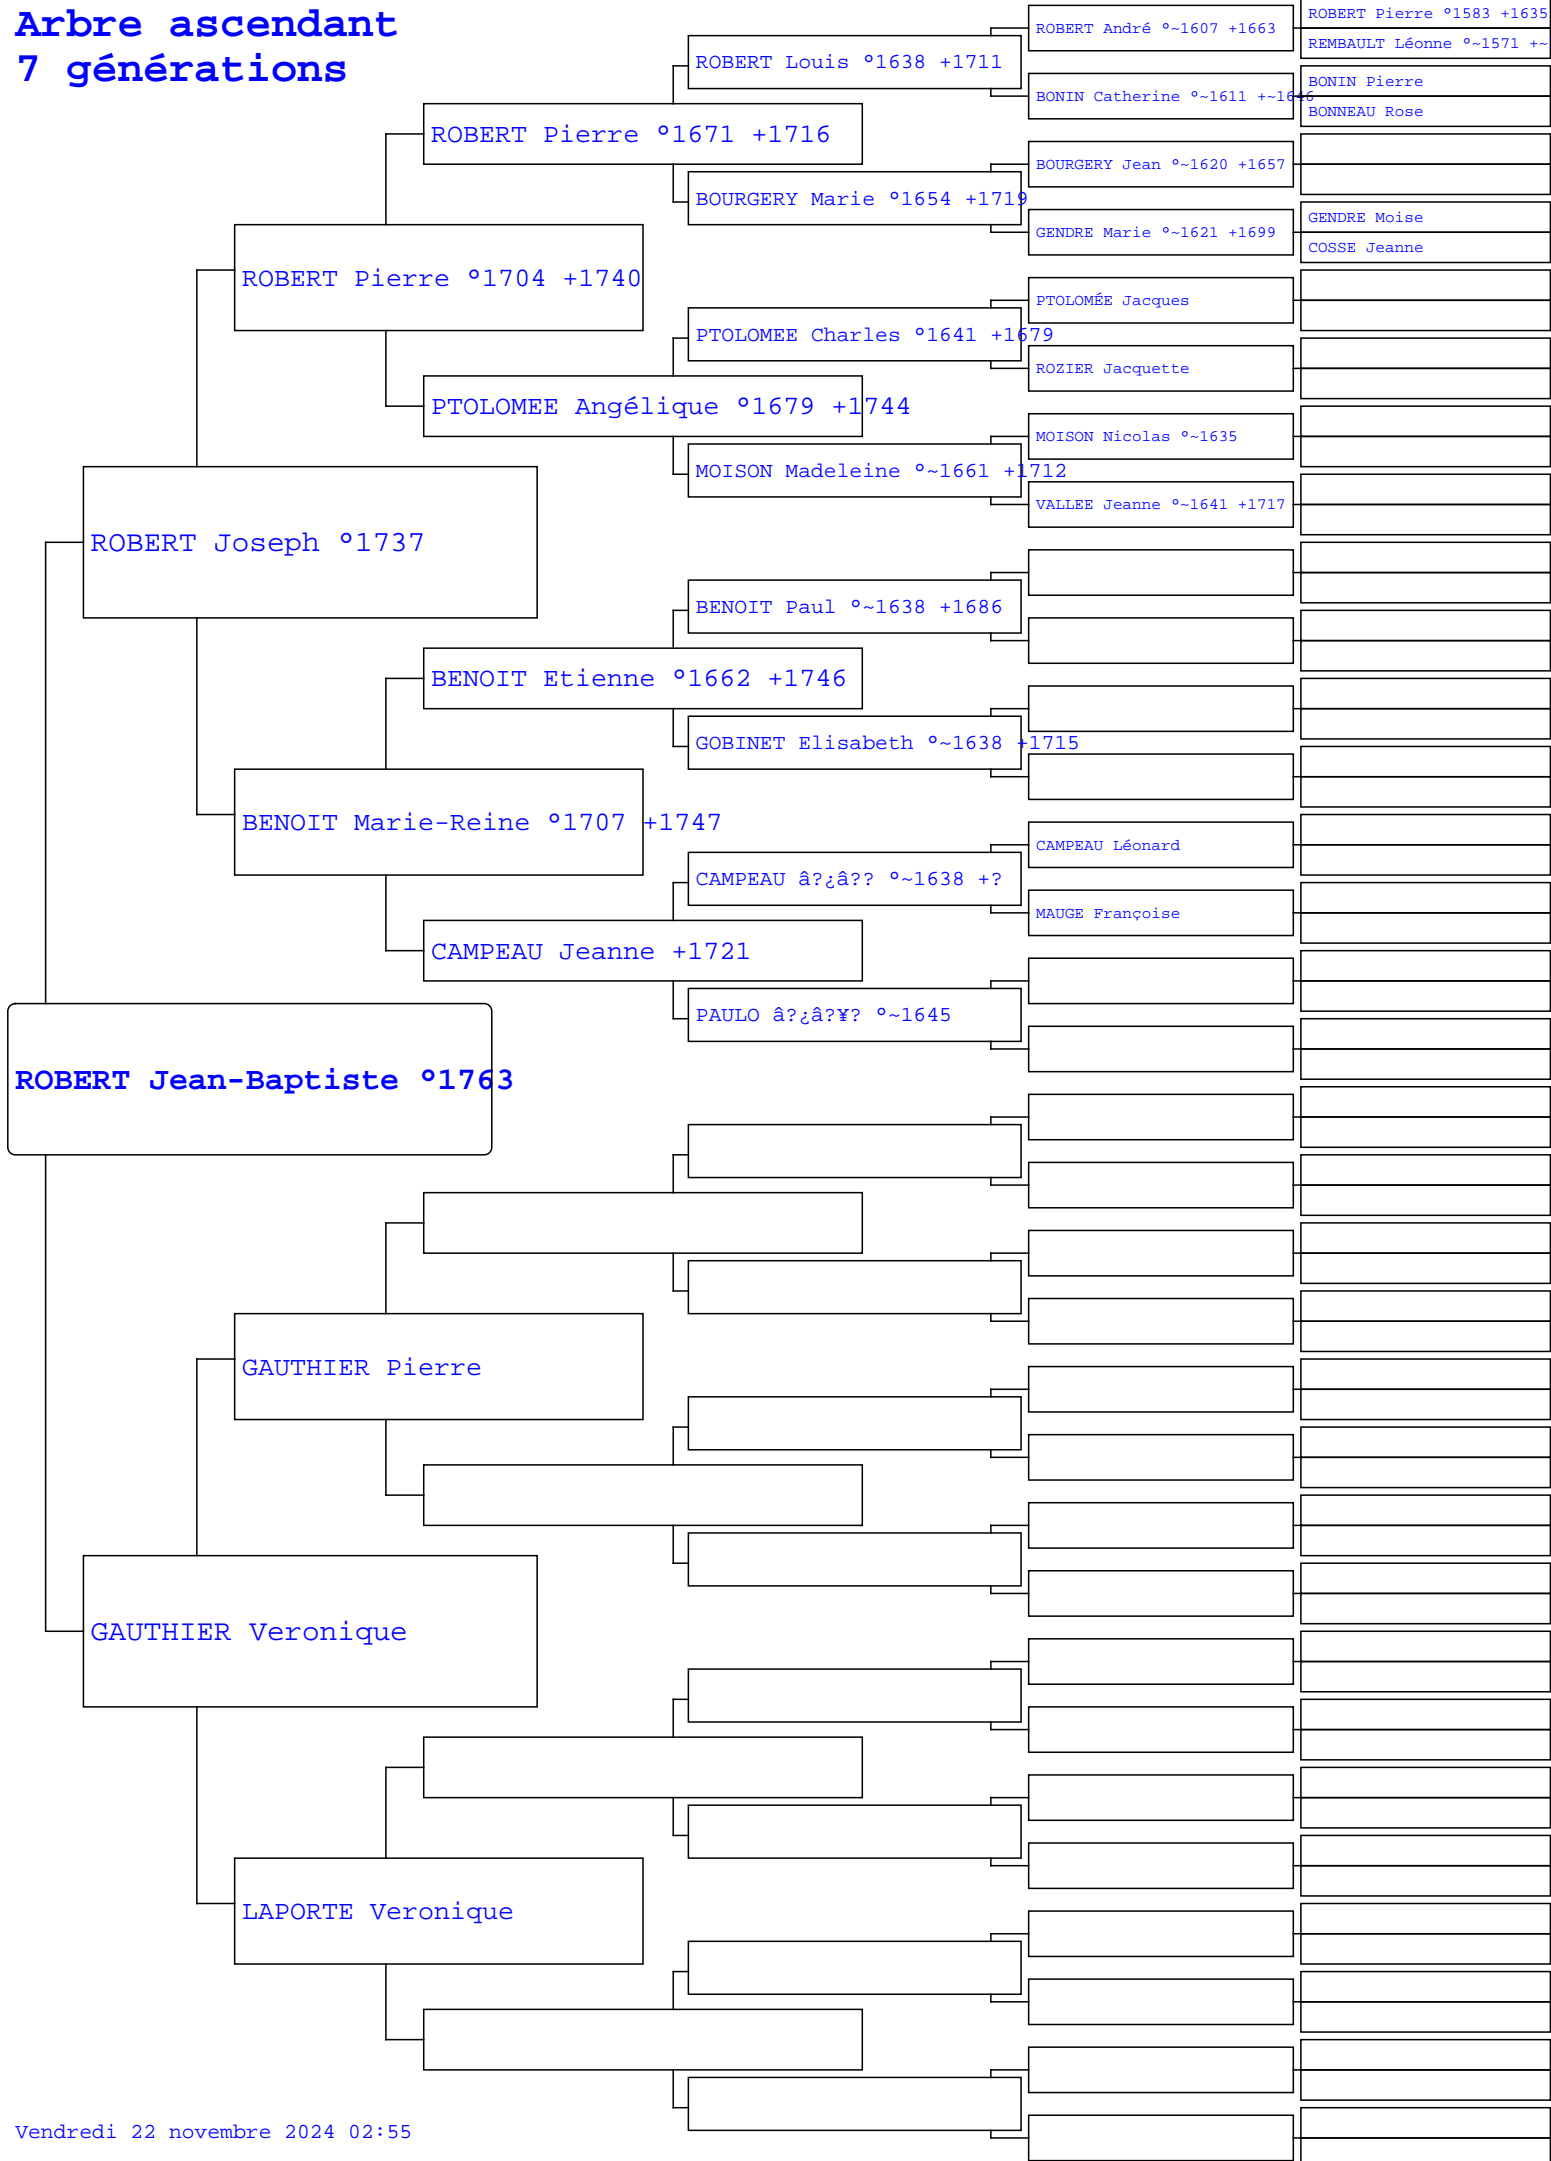 Arbre ascendant
7 générations
ROBERT Pierre °1583 +1635
ROBERT André °~1607 +1663
REMBAULT Léonne °~1571 +~
ROBERT Louis °1638 +1711
BONIN Pierre
BONIN Catherine °~1611 +~1646
BONNEAU Rose
ROBERT Pierre °1671 +1716
BOURGERY Jean °~1620 +1657
BOURGERY Marie °1654 +1719
GENDRE Moise
GENDRE Marie °~1621 +1699
COSSE Jeanne
ROBERT Pierre °1704 +1740
PTOLOMÉE Jacques
PTOLOMEE Charles °1641 +1679
ROZIER Jacquette
PTOLOMEE Angélique °1679 +1744
MOISON Nicolas °~1635
MOISON Madeleine °~1661 +1712
VALLEE Jeanne °~1641 +1717
ROBERT Joseph °1737
BENOIT Paul °~1638 +1686
BENOIT Etienne °1662 +1746
GOBINET Elisabeth °~1638 +1715
BENOIT Marie-Reine °1707 +1747
CAMPEAU Léonard
CAMPEAU â?¿â?? °~1638 +?
MAUGE Françoise
CAMPEAU Jeanne +1721
PAULO â?¿â?¥? °~1645
ROBERT Jean-Baptiste °1763
GAUTHIER Pierre
GAUTHIER Veronique
LAPORTE Veronique
Vendredi 22 novembre 2024 02:55